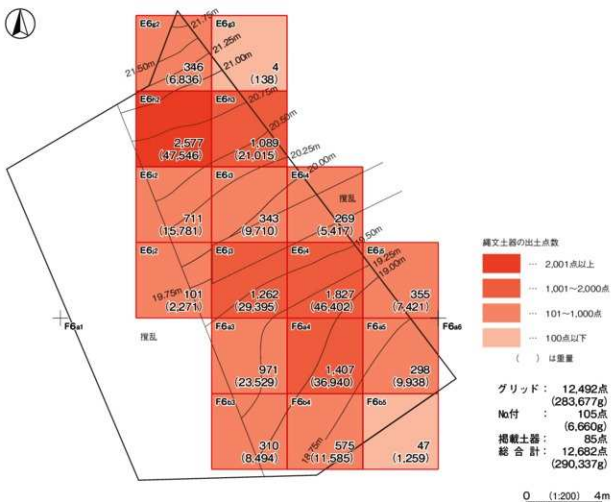 E6g2
E6g3
21.75m
21.50m
21.25m
21.00m
346
(6,836)
4
(138)
E6h2
E6h3
20.75m
2,577
(47,546)
1,089
(21,015)
20.50m
20.25m
E6i2
E6i3
E6i4
20.00m
撹乱
711
(15,781)
343
(9,710)
269
(5,417)
19.50m
E6j2
E6j3
E6j4
E6j5
19.25m
19.00m
19.75m
101
(2,271)
1,262
(29,395)
1,827
(46,402)
355
(7,421)
F6a1
撹乱
F6a3
F6a4
F6a5
F6a6
971
(23,529)
1,407
(36,940)
298
(9,938)
F6b3
F6b4
F6b5
310
(8,494)
575
(11,585)
47
(1,259)
18.75m
縄文土器の出土点数
… 2,001点以上
… 1,001～2,000点
… 101～1,000点
… 100点以下
（ ）は重量
グリッド： 12,492点
(283,677g)
No.付 ： 105点
(6,660g)
掲載土器： 85点
総合計： 12,682点
(290,337g)
0 (1:200) 4m